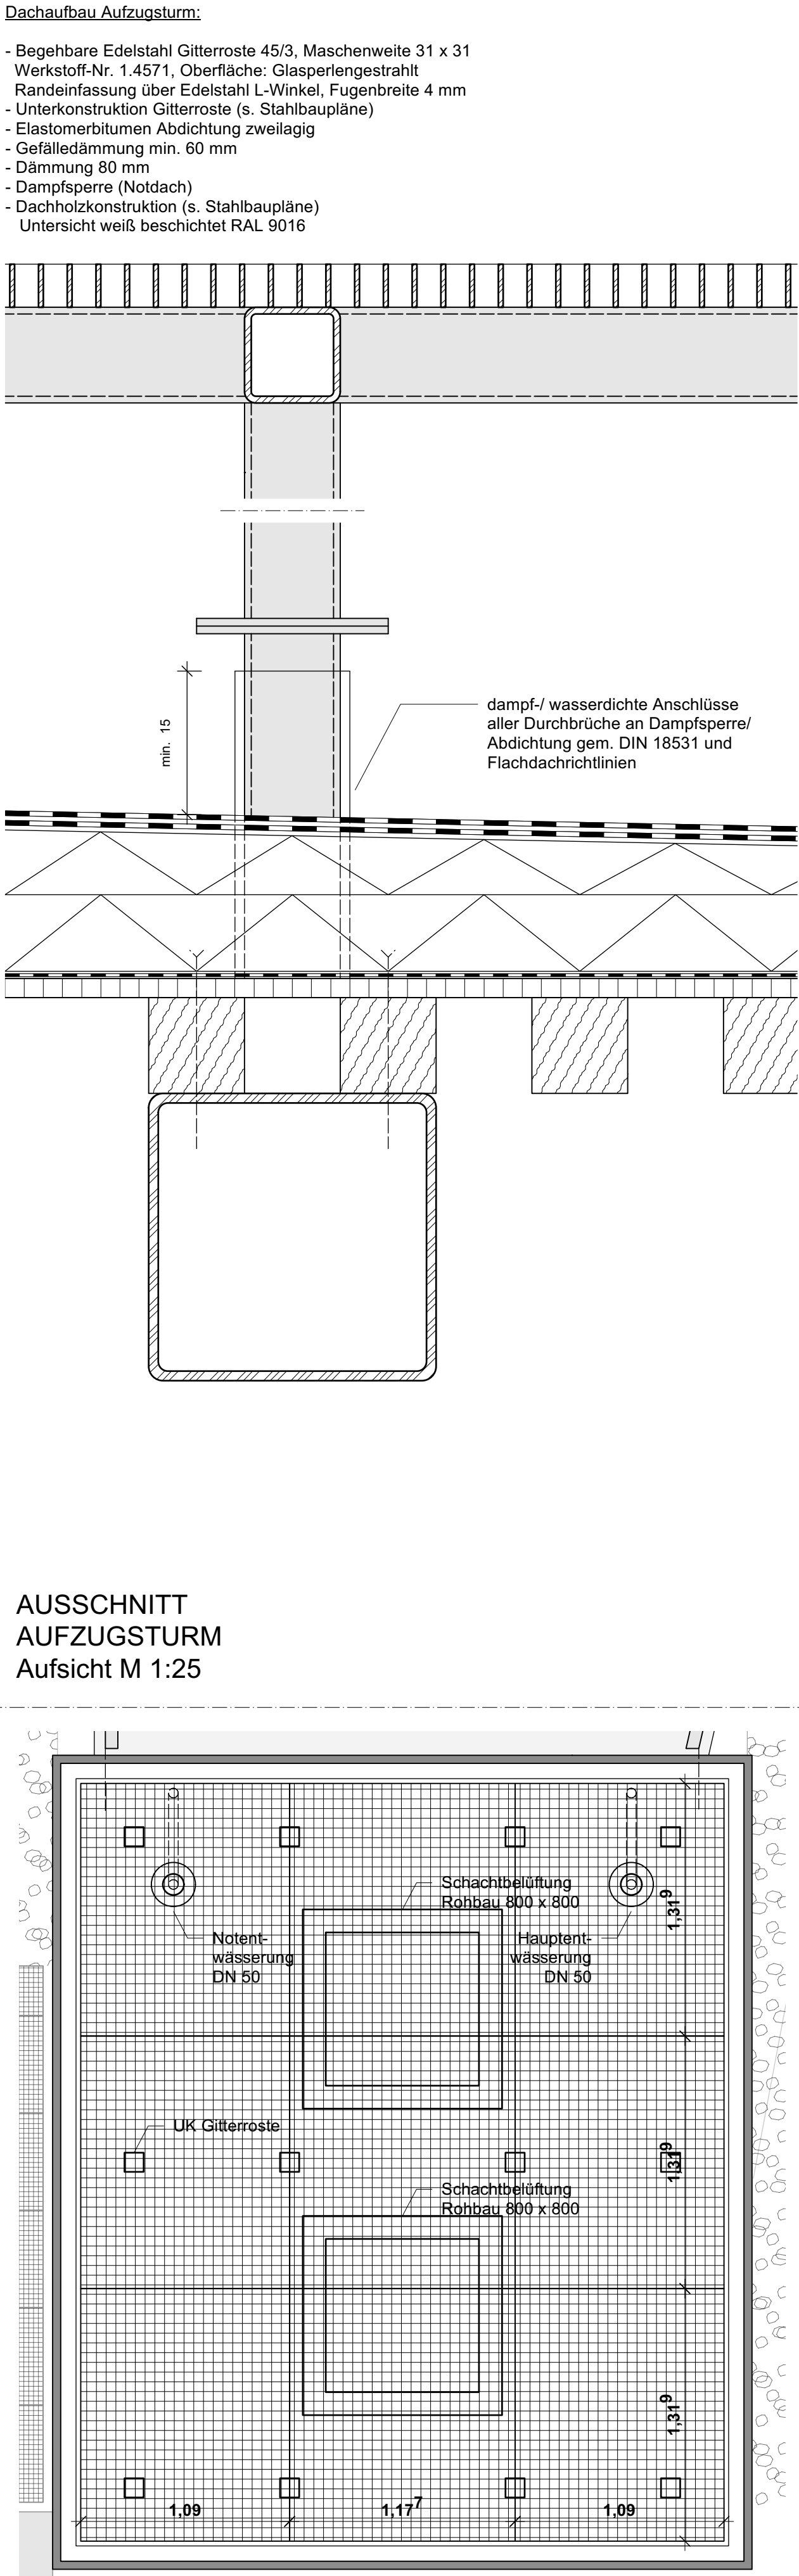 Dachaufbau Aufzugsturm:
- Begehbare Edelstahl Gitterroste 45/3, Maschenweite 31 x 31
Werkstoff-Nr. 1.4571, Oberfläche: Glasperlengestrahlt
Randeinfassung über Edelstahl L-Winkel, Fugenbreite 4 mm
- Unterkonstruktion Gitterroste (s. Stahlbaupläne)
- Elastomerbitumen Abdichtung zweilagig
- Gefälledämmung min. 60 mm
- Dämmung 80 mm
- Dampfsperre (Notdach)
- Dachholzkonstruktion (s. Stahlbaupläne)
Untersicht weiß beschichtet RAL 9016
min. 15
dampf-/ wasserdichte Anschlüsse
aller Durchbrüche an Dampfsperre/
Abdichtung gem. DIN 18531 und
Flachdachrichtlinien
AUSSCHNITT
AUFZUGSTURM
Aufsicht M 1:25
Schachtbelüftung
Rohbau 800 x 800
1,31⁹
Notent-
wässerung
DN 50
Hauptent-
wässerung
DN 50
UK Gitterroste
1,31⁹
Schachtbelüftung
Rohbau 800 x 800
1,31⁹
1,09
1,17⁷
1,09